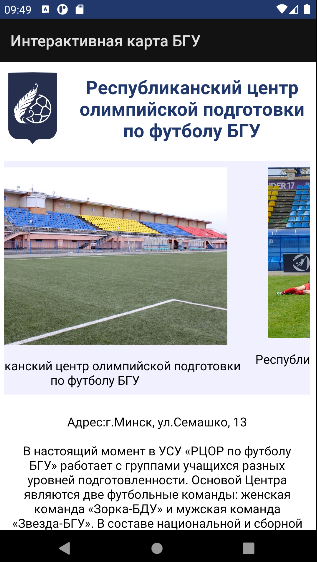 09:49
Интерактивная карта БГУ
Республиканский центр
олимпийской подготовки
по футболу БГУ
канский центр олимпийской подготовки
по футболу БГУ
Республи
Адрес:г.Минск, ул.Семашко, 13
В настоящий момент в УСУ «РЦОР по футболу
БГУ» работает с группами учащихся разных
уровней подготовленности. Основой Центра
являются две футбольные команды: женская
команда «Зорка-БДУ» и мужская команда
«Звезда-БГУ». В составе национальной и сборной